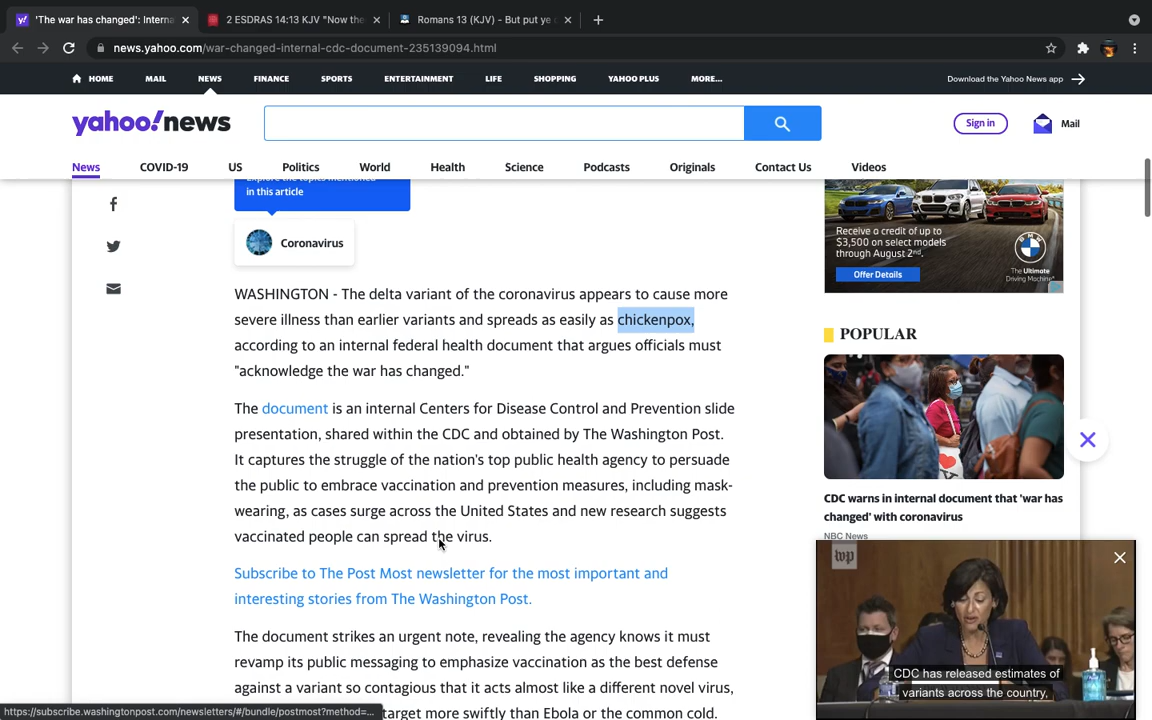 'The war has changed': Interna
2 ESDRAS 14:13 KJV "Now the
Romans 13 (KJV) - But put ye
news.yahoo.com/war-changed-internal-cdc-document-235139094.html
HOME MAIL NEWS FINANCE SPORTS ENTERTAINMENT LIFE SHOPPING YAHOO PLUS MORE... Download the Yahoo News app
yahoo!news
Sign in
Mail
News COVID-19 US Politics World Health Science Podcasts Originals Contact Us Videos
in this article
Coronavirus
WASHINGTON - The delta variant of the coronavirus appears to cause more
severe illness than earlier variants and spreads as easily as chickenpox,
according to an internal federal health document that argues officials must
"acknowledge the war has changed."
The document is an internal Centers for Disease Control and Prevention slide
presentation, shared within the CDC and obtained by The Washington Post.
It captures the struggle of the nation's top public health agency to persuade
the public to embrace vaccination and prevention measures, including mask-
wearing, as cases surge across the United States and new research suggests
vaccinated people can spread the virus.
Subscribe to The Post Most newsletter for the most important and
interesting stories from The Washington Post.
The document strikes an urgent note, revealing the agency knows it must
revamp its public messaging to emphasize vaccination as the best defense
against a variant so contagious that it acts almost like a different novel virus,
target more swiftly than Ebola or the common cold.
https://subscribe.washingtonpost.com/newsletters/#/bundle/postmost?method=...
Receive a credit of up to
$3,500 on select models
through August 2nd.
Offer Details
BMW
The Ultimate
Driving Machine
POPULAR
CDC warns in internal document that 'war has
changed' with coronavirus
NBC News
wp
CDC has released estimates of
variants across the country,